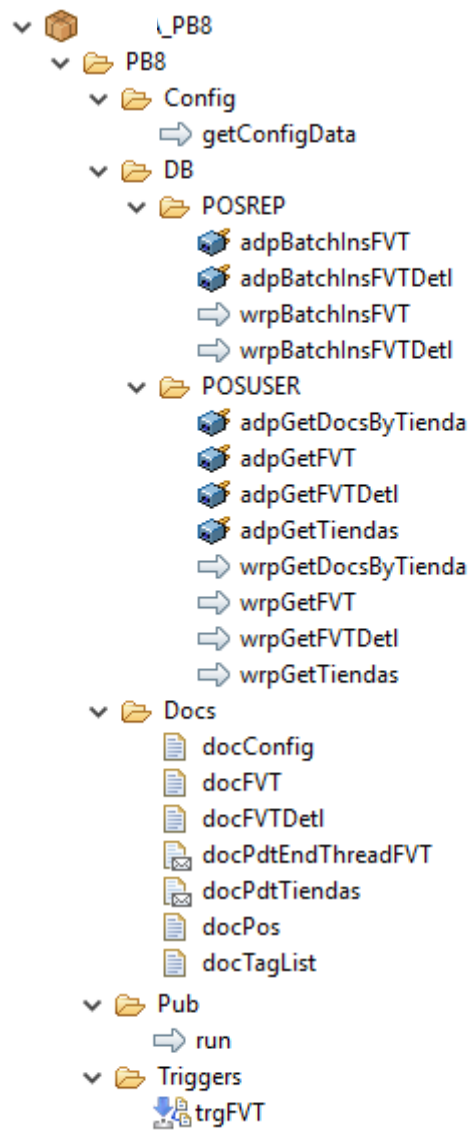 _PB8
PB8
Config
getConfigData
DB
POSREP
adpBatchInsFVT
adpBatchInsFVTDetl
wrpBatchInsFVT
wrpBatchInsFVTDetl
POSUSER
adpGetDocsByTienda
adpGetFVT
adpGetFVTDetl
adpGetTiendas
wrpGetDocsByTienda
wrpGetFVT
wrpGetFVTDetl
wrpGetTiendas
Docs
docConfig
docFVT
docFVTDetl
docPdtEndThreadFVT
docPdtTiendas
docPos
docTagList
Pub
run
Triggers
trgFVT